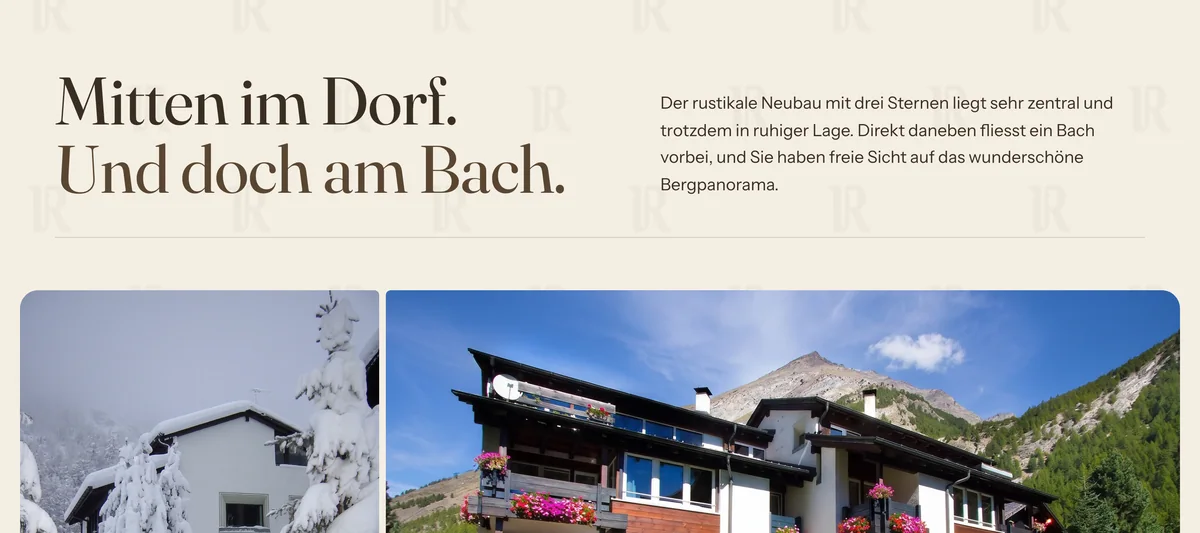 Mitten im Dorf.
Und doch am Bach.
Der rustikale Neubau mit drei Sternen liegt sehr zentral und
trotzdem in ruhiger Lage. Direkt daneben fliesst ein Bach
vorbei, und Sie haben freie Sicht auf das wunderschöne
Bergpanorama.